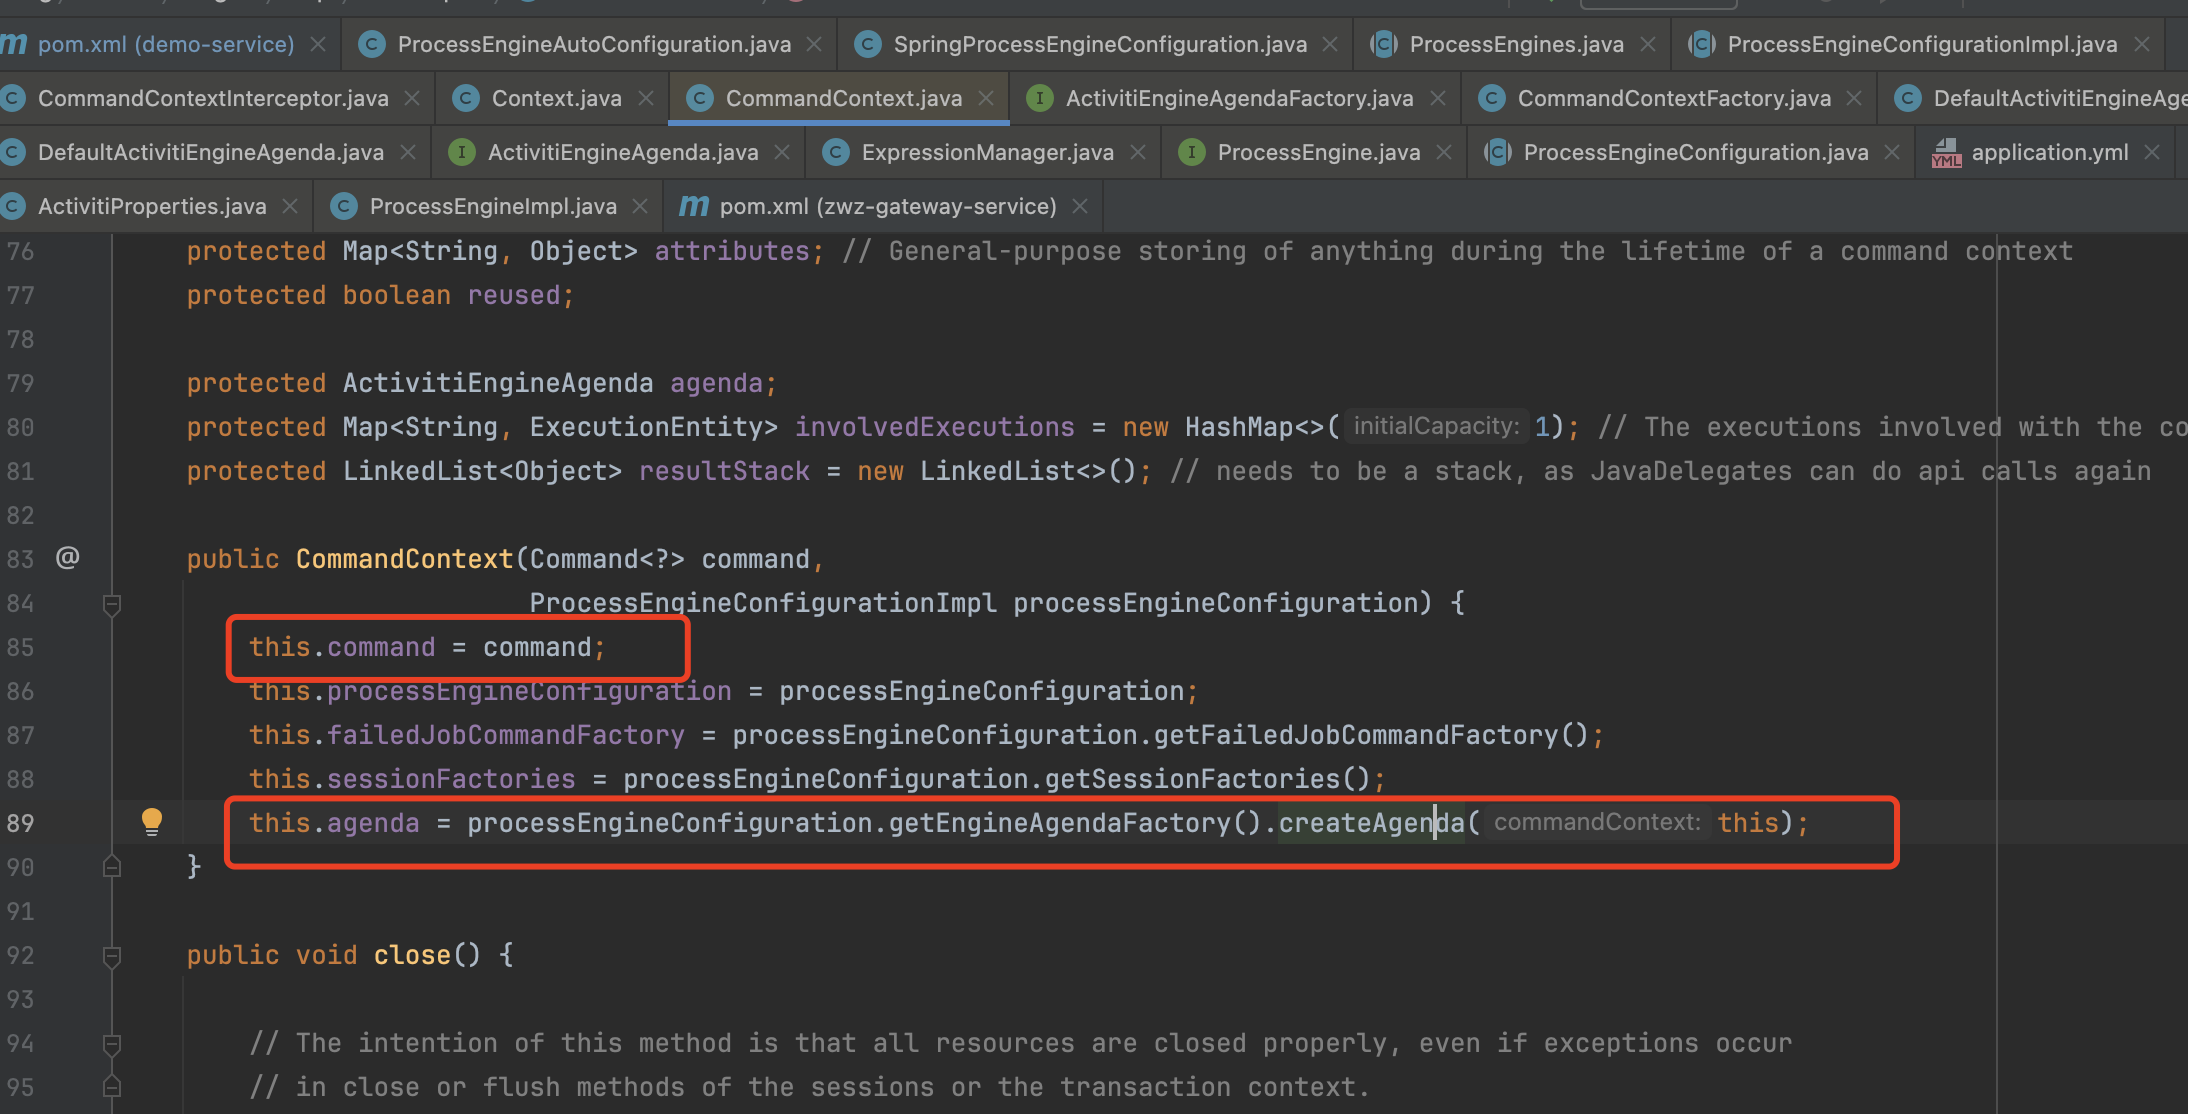 pom.xml (demo-service) ProcessEngineAutoConfiguration.java SpringProcessEngineConfiguration.java ProcessEngines.java ProcessEngineConfigurationImpl.java
CommandContextInterceptor.java Context.java CommandContext.java ActivitiEngineAgendaFactory.java CommandContextFactory.java DefaultActivitiEngineAge
DefaultActivitiEngineAgenda.java ActivitiEngineAgenda.java ExpressionManager.java ProcessEngine.java ProcessEngineConfiguration.java application.yml
ActivitiProperties.java ProcessEngineImpl.java pom.xml (zwz-gateway-service)
76 protected Map<String, Object> attributes; // General-purpose storing of anything during the lifetime of a command context
77 protected boolean reused;
78
79 protected ActivitiEngineAgenda agenda;
80 protected Map<String, ExecutionEntity> involvedExecutions = new HashMap<>( initialCapacity: 1); // The executions involved with the co
81 protected LinkedList<Object> resultStack = new LinkedList<>(); // needs to be a stack, as JavaDelegates can do api calls again
82
83 @ public CommandContext(Command<?> command,
84 ProcessEngineConfigurationImpl processEngineConfiguration) {
85 this.command = command;
86 this.processEngineConfiguration = processEngineConfiguration;
87 this.failedJobCommandFactory = processEngineConfiguration.getFailedJobCommandFactory();
88 this.sessionFactories = processEngineConfiguration.getSessionFactories();
89 this.agenda = processEngineConfiguration.getEngineAgendaFactory().createAgenda( commandContext: this);
90 }
91
92 public void close() {
93
94 // The intention of this method is that all resources are closed properly, even if exceptions occur
95 // in close or flush methods of the sessions or the transaction context.